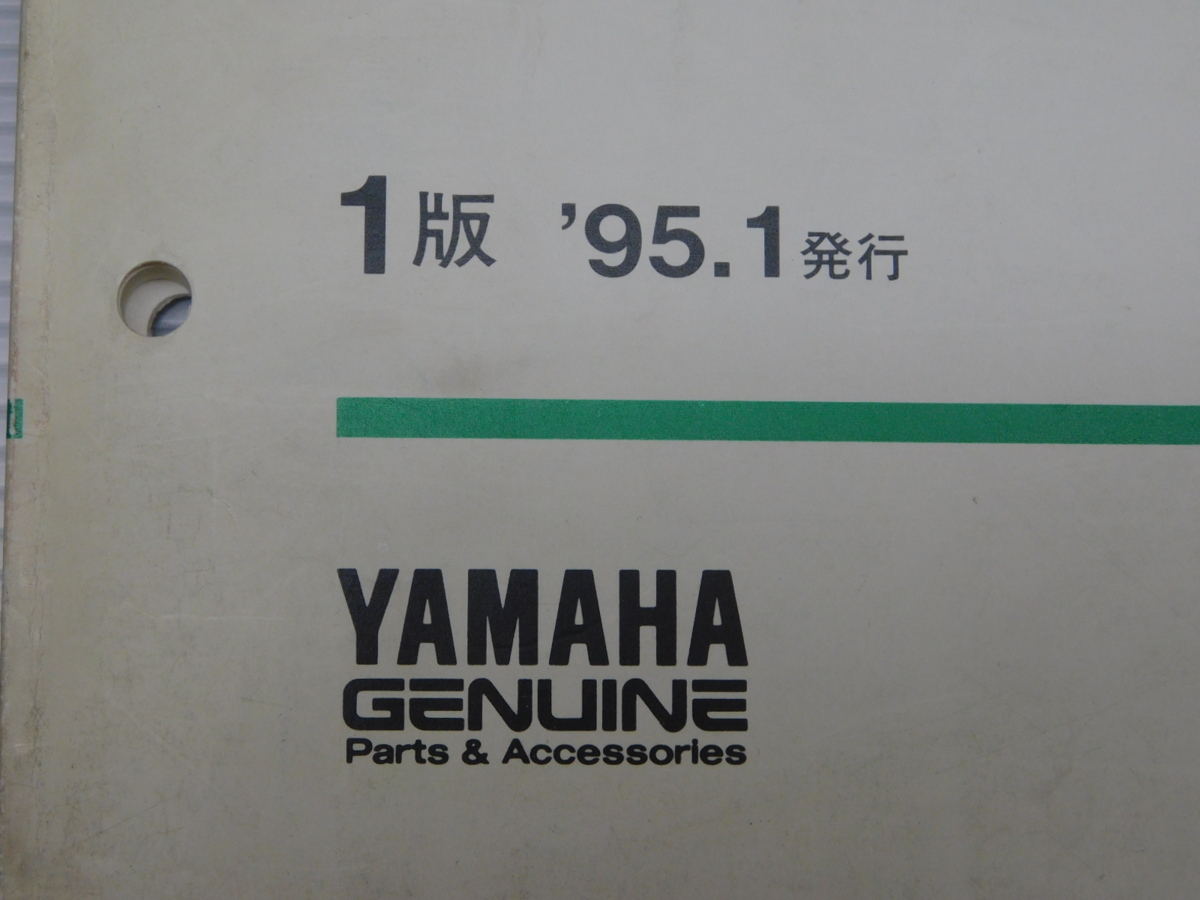 1版 ’95.1発行
YAMAHA
GENUINE
Parts & Accessories